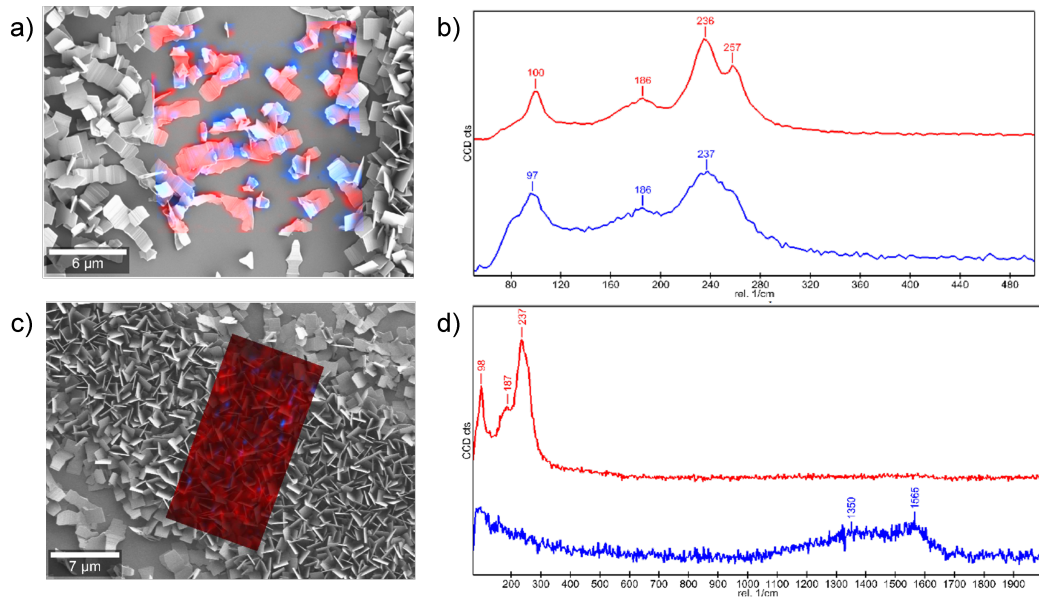 a)
6 µm
b)
CCD cts
100
186
236
257
97
186
237
80 120 160 200 240 280 320 360 400 440 480
rel. 1/cm
c)
7 µm
d)
CCD cts
98
187
237
1350
1565
200 300 400 500 600 700 800 900 1000 1100 1200 1300 1400 1500 1600 1700 1800 1900
rel. 1/cm